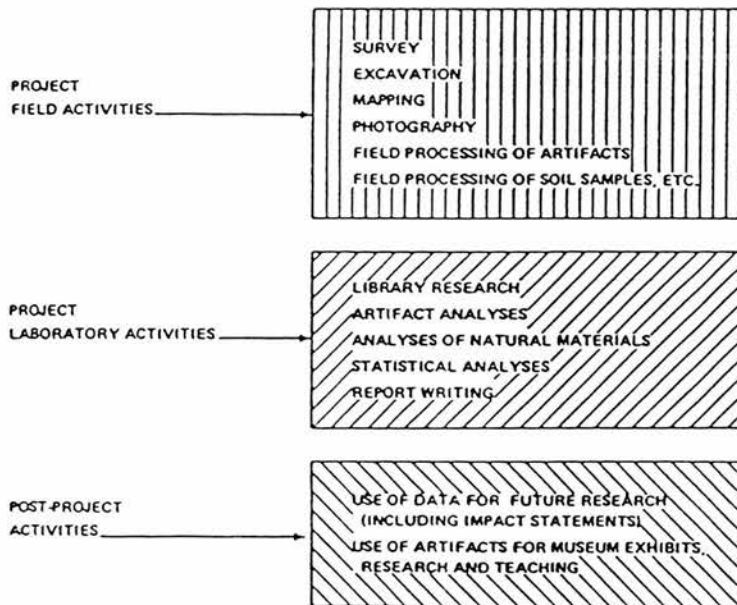 PROJECT
FIELD ACTIVITIES
SURVEY
EXCAVATION
MAPPING
PHOTOGRAPHY
FIELD PROCESSING OF ARTIFACTS
FIELD PROCESSING OF SOIL SAMPLES, ETC.
PROJECT
LABORATORY ACTIVITIES
LIBRARY RESEARCH
ARTIFACT ANALYSES
ANALYSES OF NATURAL MATERIALS
STATISTICAL ANALYSES
REPORT WRITING
POST-PROJECT
ACTIVITIES
USE OF DATA FOR FUTURE RESEARCH
(INCLUDING IMPACT STATEMENTS)
USE OF ARTIFACTS FOR MUSEUM EXHIBITS,
RESEARCH AND TEACHING